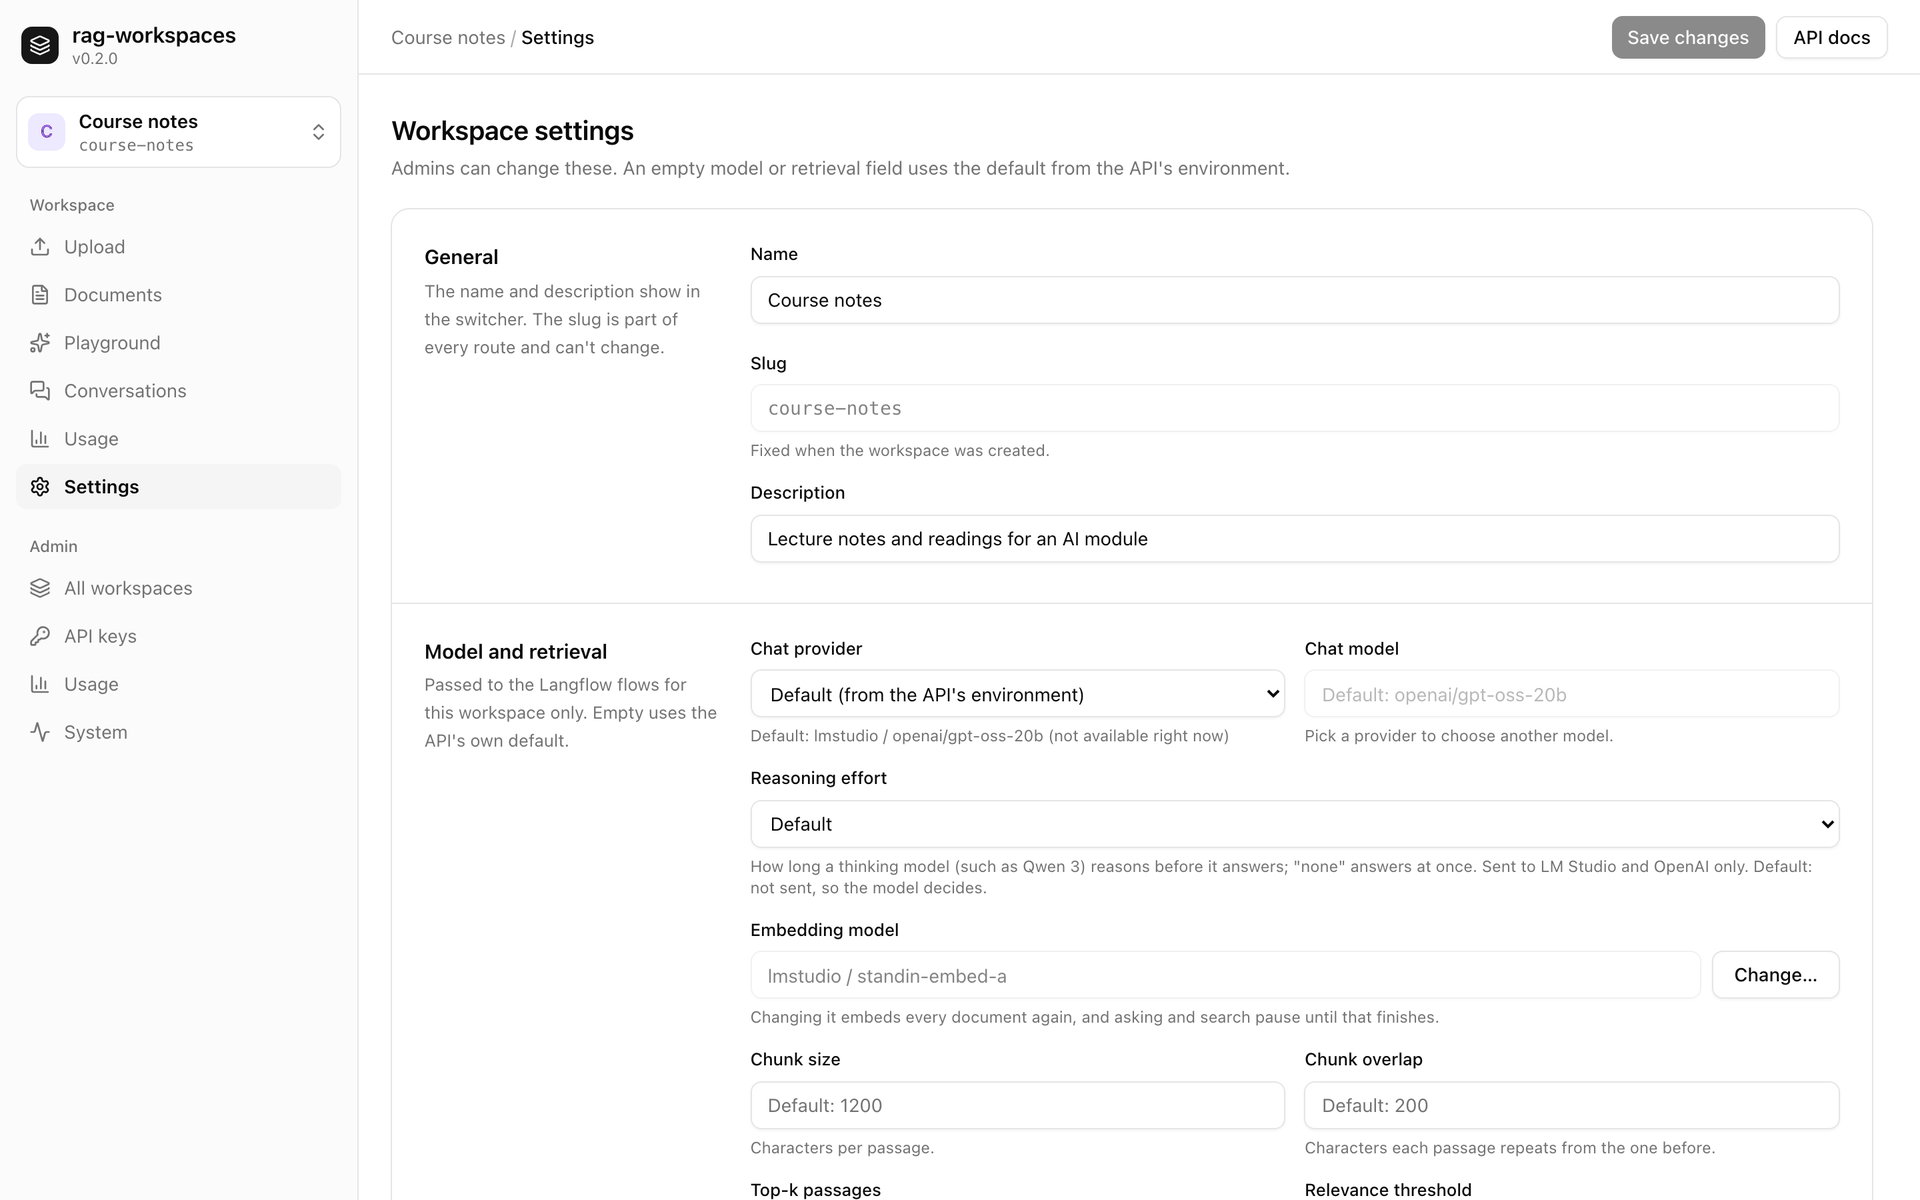 rag-workspaces
v0.2.0
C
Course notes
course-notes
Workspace
Upload
Documents
Playground
Conversations
Usage
Settings
Admin
All workspaces
API keys
Usage
System
Course notes / Settings
Save changes
API docs
Workspace settings
Admins can change these. An empty model or retrieval field uses the default from the API's environment.
General
The name and description show in
the switcher. The slug is part of
every route and can't change.
Name
Course notes
Slug
course-notes
Fixed when the workspace was created.
Description
Lecture notes and readings for an AI module
Model and retrieval
Passed to the Langflow flows for
this workspace only. Empty uses the
API's own default.
Chat provider
Default (from the API's environment)
Default: lmstudio / openai/gpt-oss-20b (not available right now)
Chat model
Default: openai/gpt-oss-20b
Pick a provider to choose another model.
Reasoning effort
Default
How long a thinking model (such as Qwen 3) reasons before it answers; "none" answers at once. Sent to LM Studio and OpenAI only. Default:
not sent, so the model decides.
Embedding model
lmstudio / standin-embed-a
Change...
Changing it embeds every document again, and asking and search pause until that finishes.
Chunk size
Default: 1200
Characters per passage.
Chunk overlap
Default: 200
Characters each passage repeats from the one before.
Top-k passages
Relevance threshold